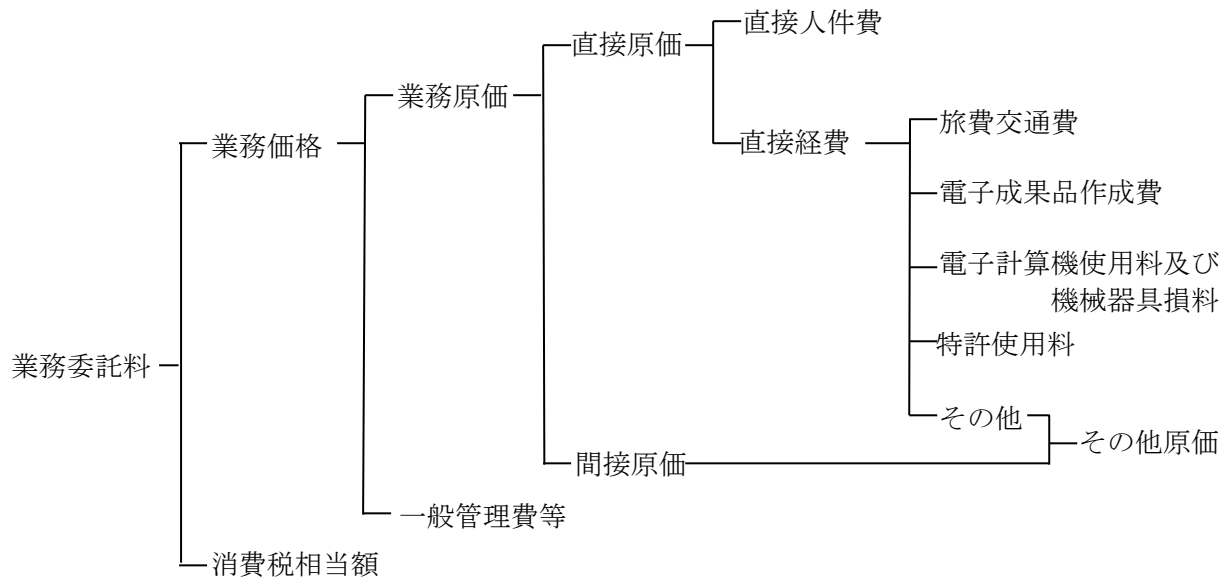 直接人件費
直接原価
業務原価
旅費交通費
業務価格
直接経費
電子成果品作成費
電子計算機使用料及び
機械器具損料
特許使用料
業務委託料
その他
その他原価
間接原価
一般管理費等
消費税相当額